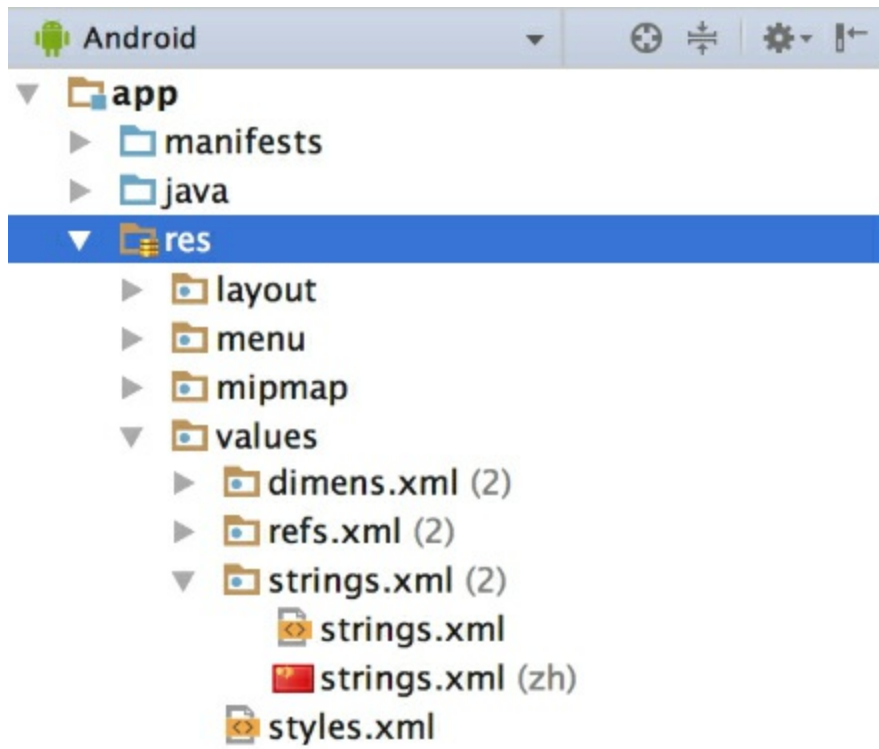 Android
app
manifests
java
res
layout
menu
mipmap
values
dimens.xml (2)
refs.xml (2)
strings.xml (2)
strings.xml
strings.xml (zh)
styles.xml